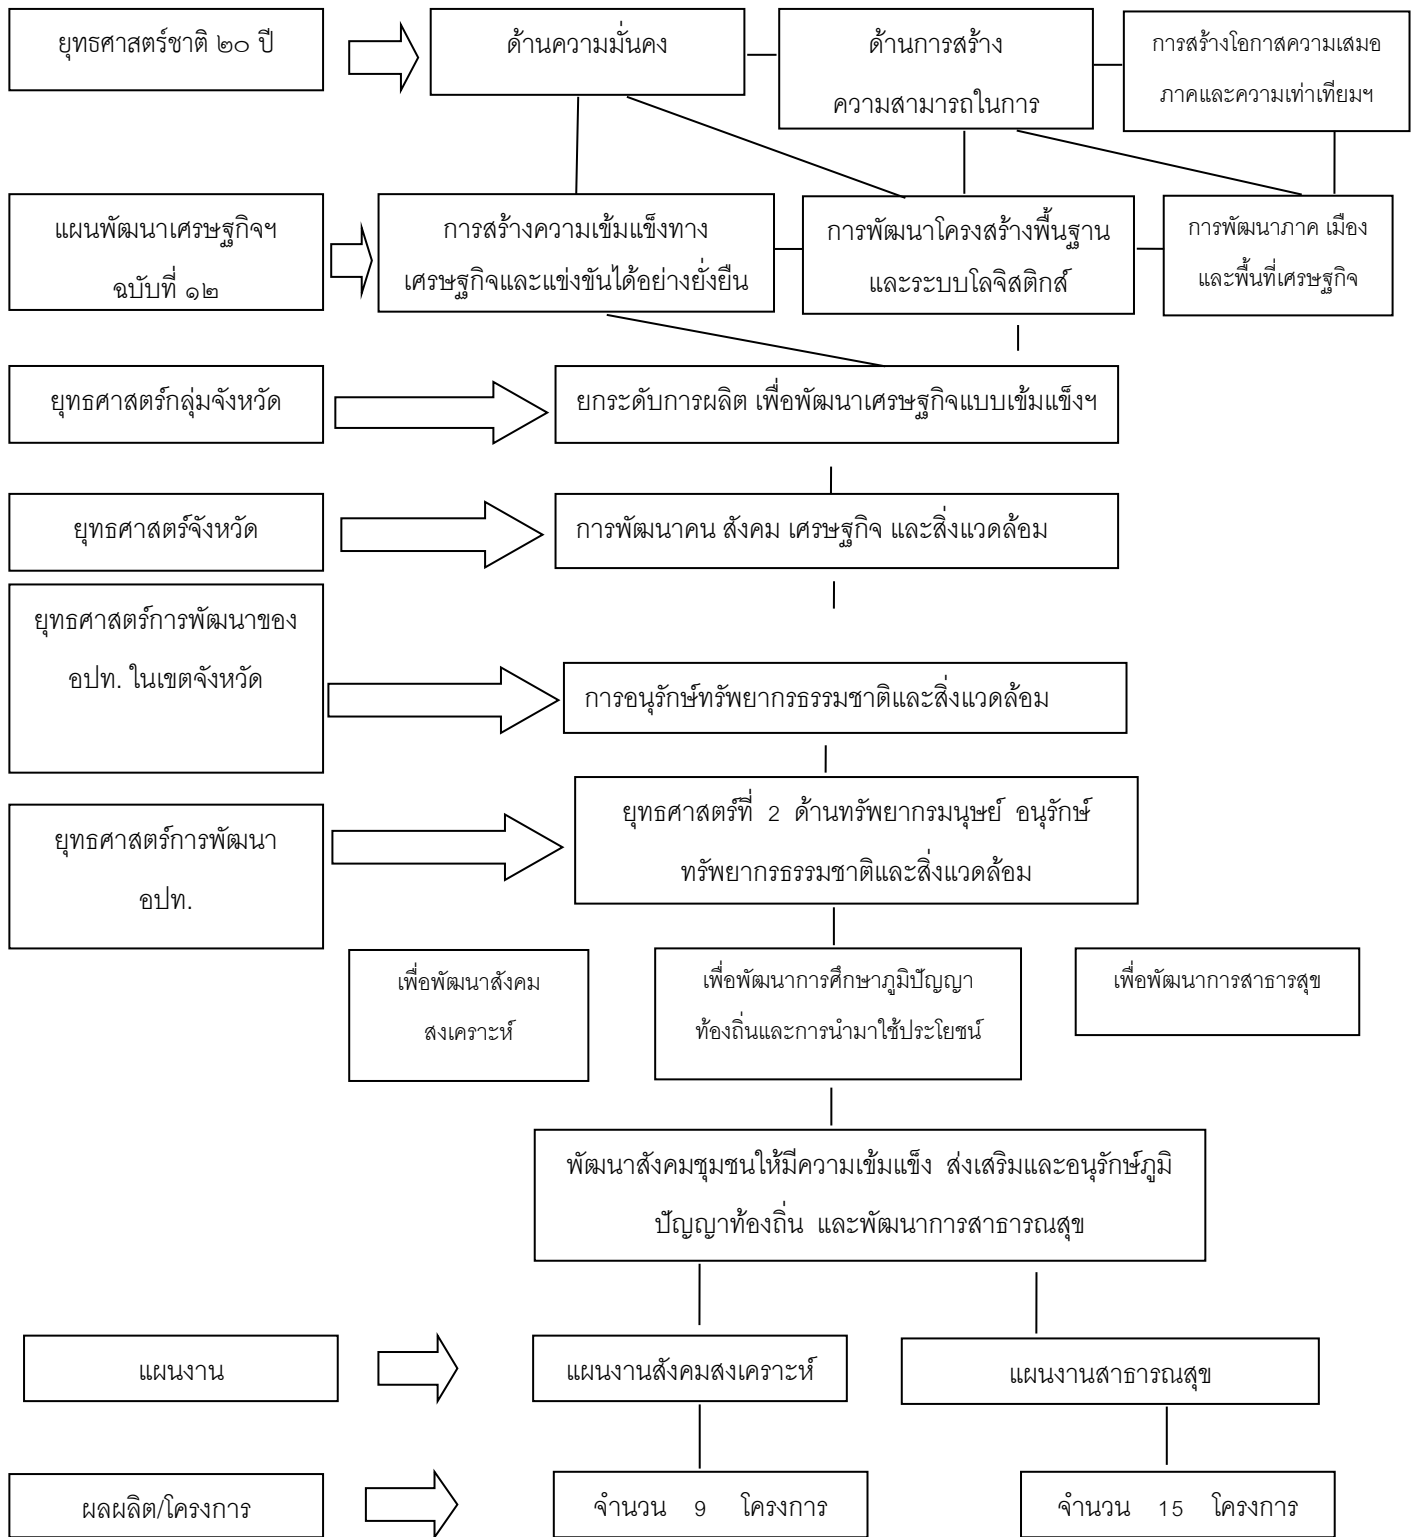 ยุทธศาสตร์ชาติ ๒๐ ปี
ด้านความมั่นคง
ด้านการสร้าง
ความสามารถในการ
การสร้างโอกาสความเสมอ
ภาคและความเท่าเทียมฯ
แผนพัฒนาเศรษฐกิจฯ
ฉบับที่ ๑๒
การสร้างความเข้มแข็งทาง
เศรษฐกิจและแข่งขันได้อย่างยั่งยืน
การพัฒนาโครงสร้างพื้นฐาน
และระบบโลจิสติกส์
การพัฒนาภาค เมือง
และพื้นที่เศรษฐกิจ
ยุทธศาสตร์กลุ่มจังหวัด
ยกระดับการผลิต เพื่อพัฒนาเศรษฐกิจแบบเข้มแข็งฯ
ยุทธศาสตร์จังหวัด
การพัฒนาคน สังคม เศรษฐกิจ และสิ่งแวดล้อม
ยุทธศาสตร์การพัฒนาของ
อปท. ในเขตจังหวัด
การอนุรักษ์ทรัพยากรธรรมชาติและสิ่งแวดล้อม
ยุทธศาสตร์การพัฒนา
อปท.
ยุทธศาสตร์ที่ 2 ด้านทรัพยากรมนุษย์ อนุรักษ์
ทรัพยากรธรรมชาติและสิ่งแวดล้อม
เพื่อพัฒนาสังคม
สงเคราะห์
เพื่อพัฒนาการศึกษาภูมิปัญญา
ท้องถิ่นและการนำมาใช้ประโยชน์
เพื่อพัฒนาการสาธารสุข
พัฒนาสังคมชุมชนให้มีความเข้มแข็ง ส่งเสริมและอนุรักษ์ภูมิ
ปัญญาท้องถิ่น และพัฒนาการสาธารณสุข
แผนงาน
แผนงานสังคมสงเคราะห์
แผนงานสาธารณสุข
ผลผลิต/โครงการ
จำนวน 9 โครงการ
จำนวน 15 โครงการ